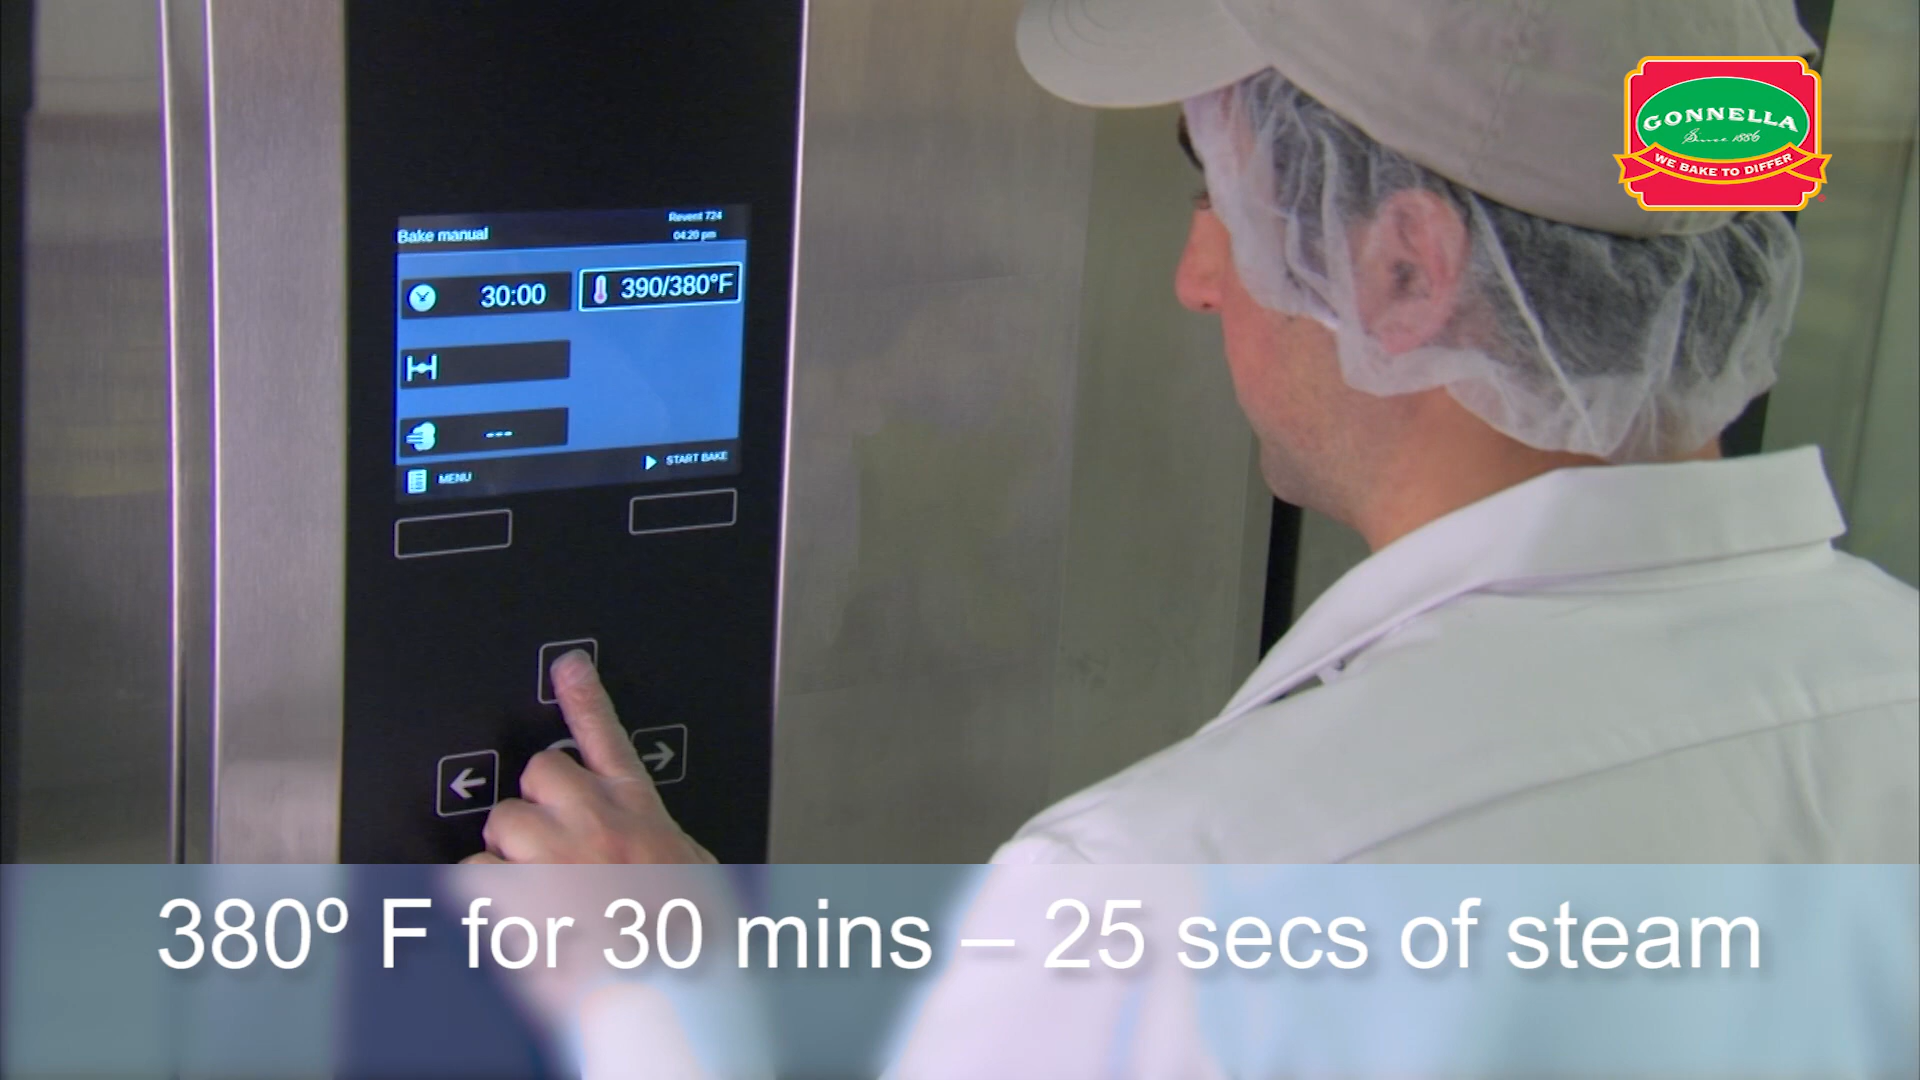 GONNELLA
Since 1886
WE BAKE TO DIFFER
Revent 724
Bake manual
04:20 pm
30:00
390/380°F
---
MENU
START BAKE
380º F for 30 mins – 25 secs of steam